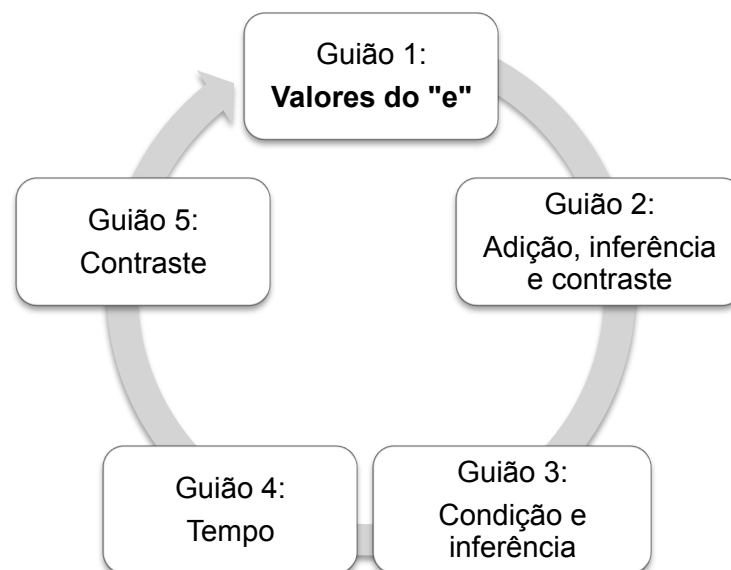 Guião 1:
Valores do "e"
Guião 2:
Adição, inferência
e contraste
Guião 3:
Condição e
inferência
Guião 4:
Tempo
Guião 5:
Contraste